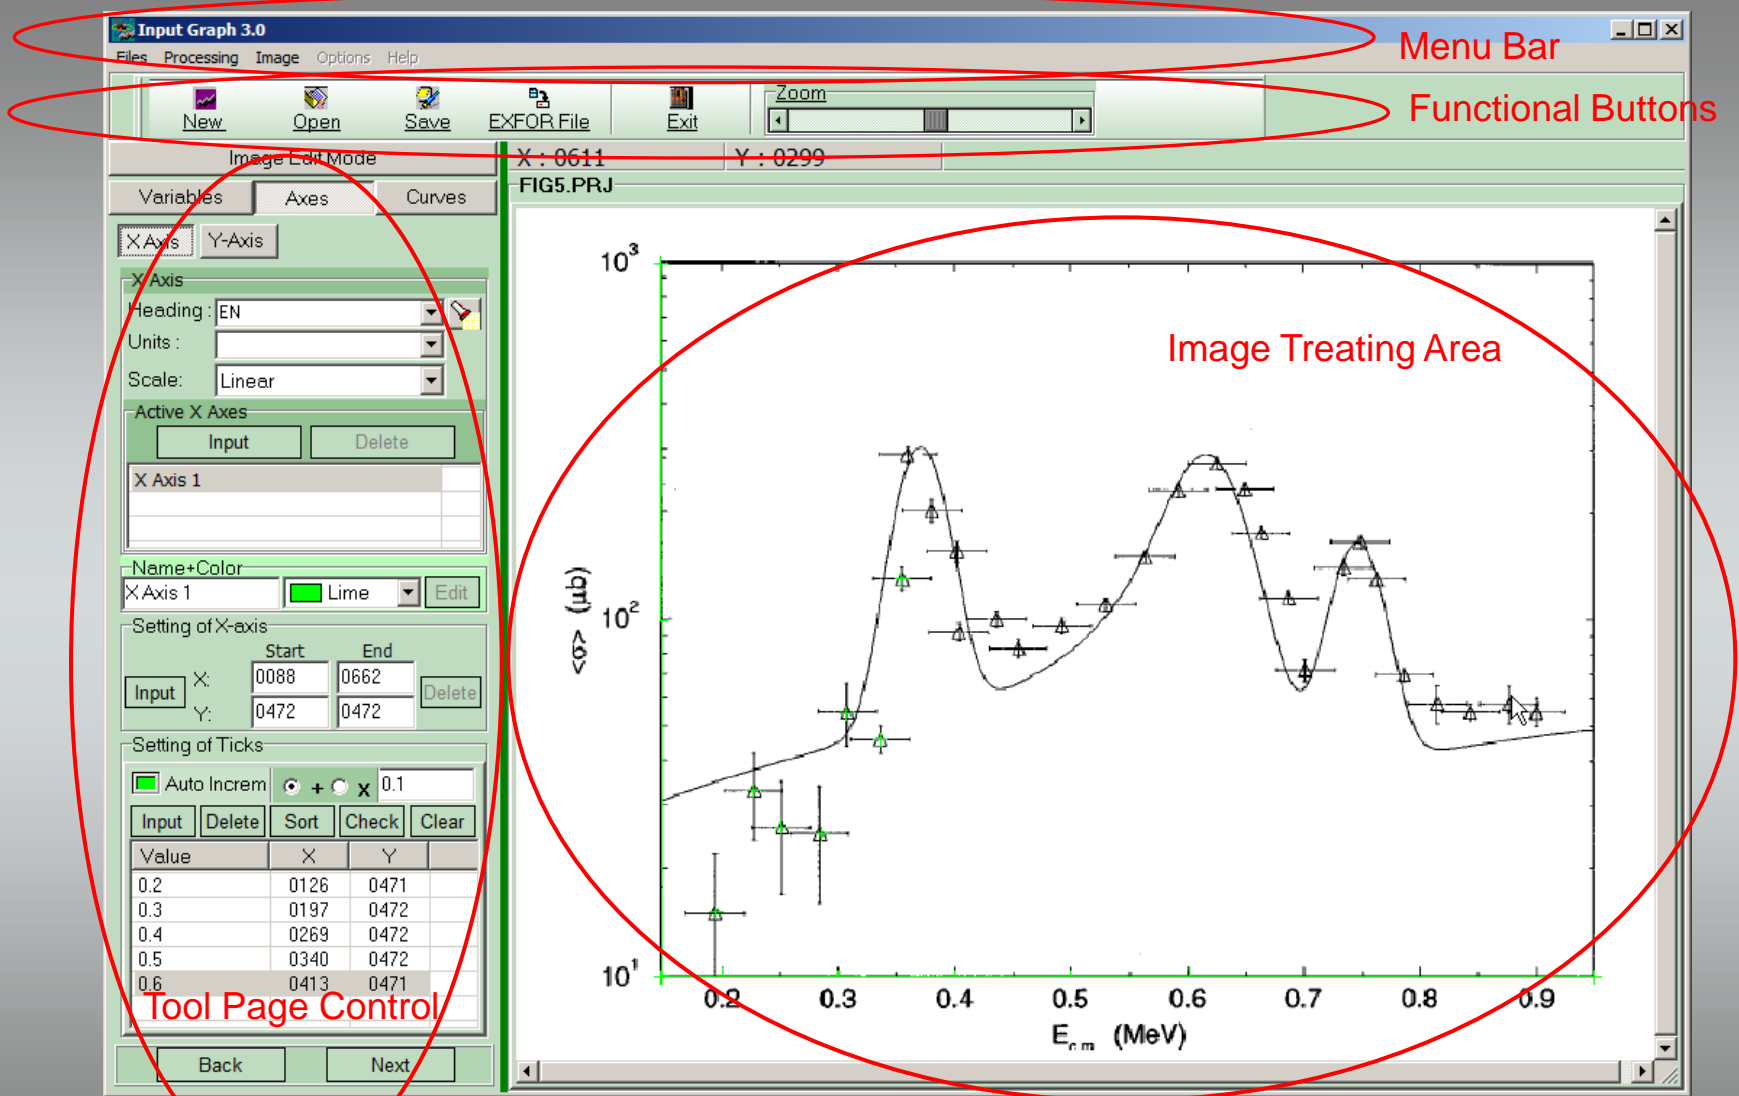 Input Graph 3.0
Menu Bar
Files Processing Image Options Help
Functional Buttons
New Open Save EXFOR File Exit Zoom
Image Edit Mode
X : 0611 Y : 0299
Variables Axes Curves
FIG5.PRJ
X Axis Y-Axis
X Axis
Heading : EN
Units :
Scale: Linear
Active X Axes
Input Delete
X Axis 1
Name+Color
X Axis 1 Lime Edit
Setting of X-axis
Start End
Input X: 0088 0662 Delete
Y: 0472 0472
Setting of Ticks
Auto Increm + x 0.1
Input Delete Sort Check Clear
Value X Y
0.2 0126 0471
0.3 0197 0472
0.4 0269 0472
0.5 0340 0472
0.6 0413 0471
Tool Page Control
Back Next
Image Treating Area
10³
<σ> (μb)
10²
10¹
0.2 0.3 0.4 0.5 0.6 0.7 0.8 0.9
E c.m. (MeV)